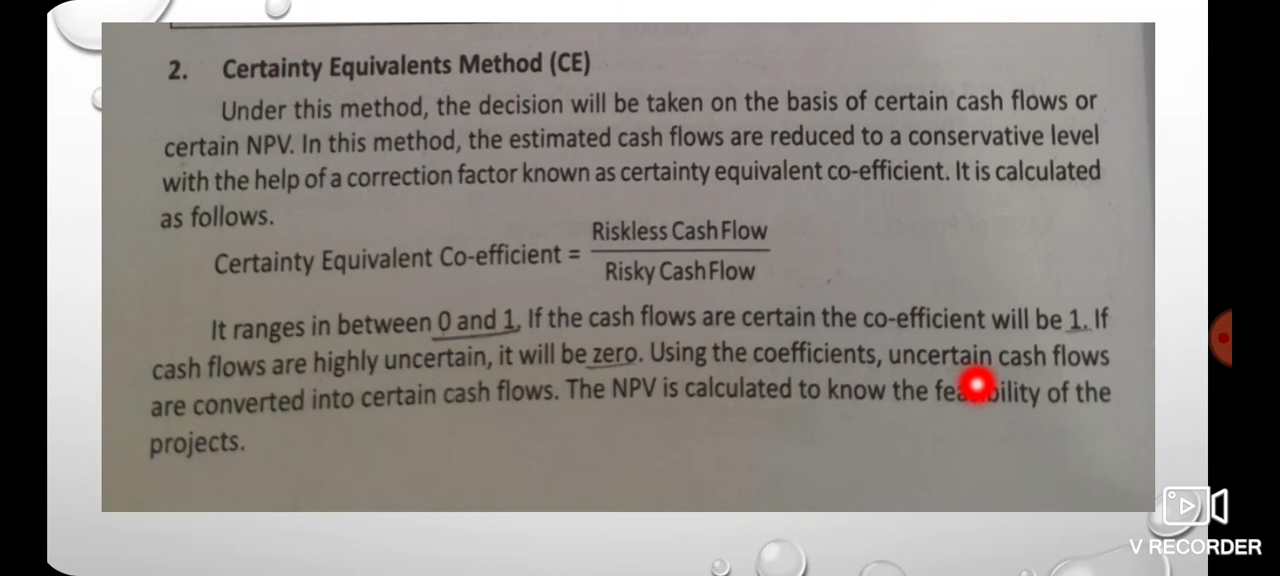 2. Certainty Equivalents Method (CE)
Under this method, the decision will be taken on the basis of certain cash flows or
certain NPV. In this method, the estimated cash flows are reduced to a conservative level
with the help of a correction factor known as certainty equivalent co-efficient. It is calculated
as follows.
Certainty Equivalent Co-efficient = Riskless Cash Flow
Risky Cash Flow
It ranges in between 0 and 1. If the cash flows are certain the co-efficient will be 1. If
cash flows are highly uncertain, it will be zero. Using the coefficients, uncertain cash flows
are converted into certain cash flows. The NPV is calculated to know the of the
projects.
V RECORDER